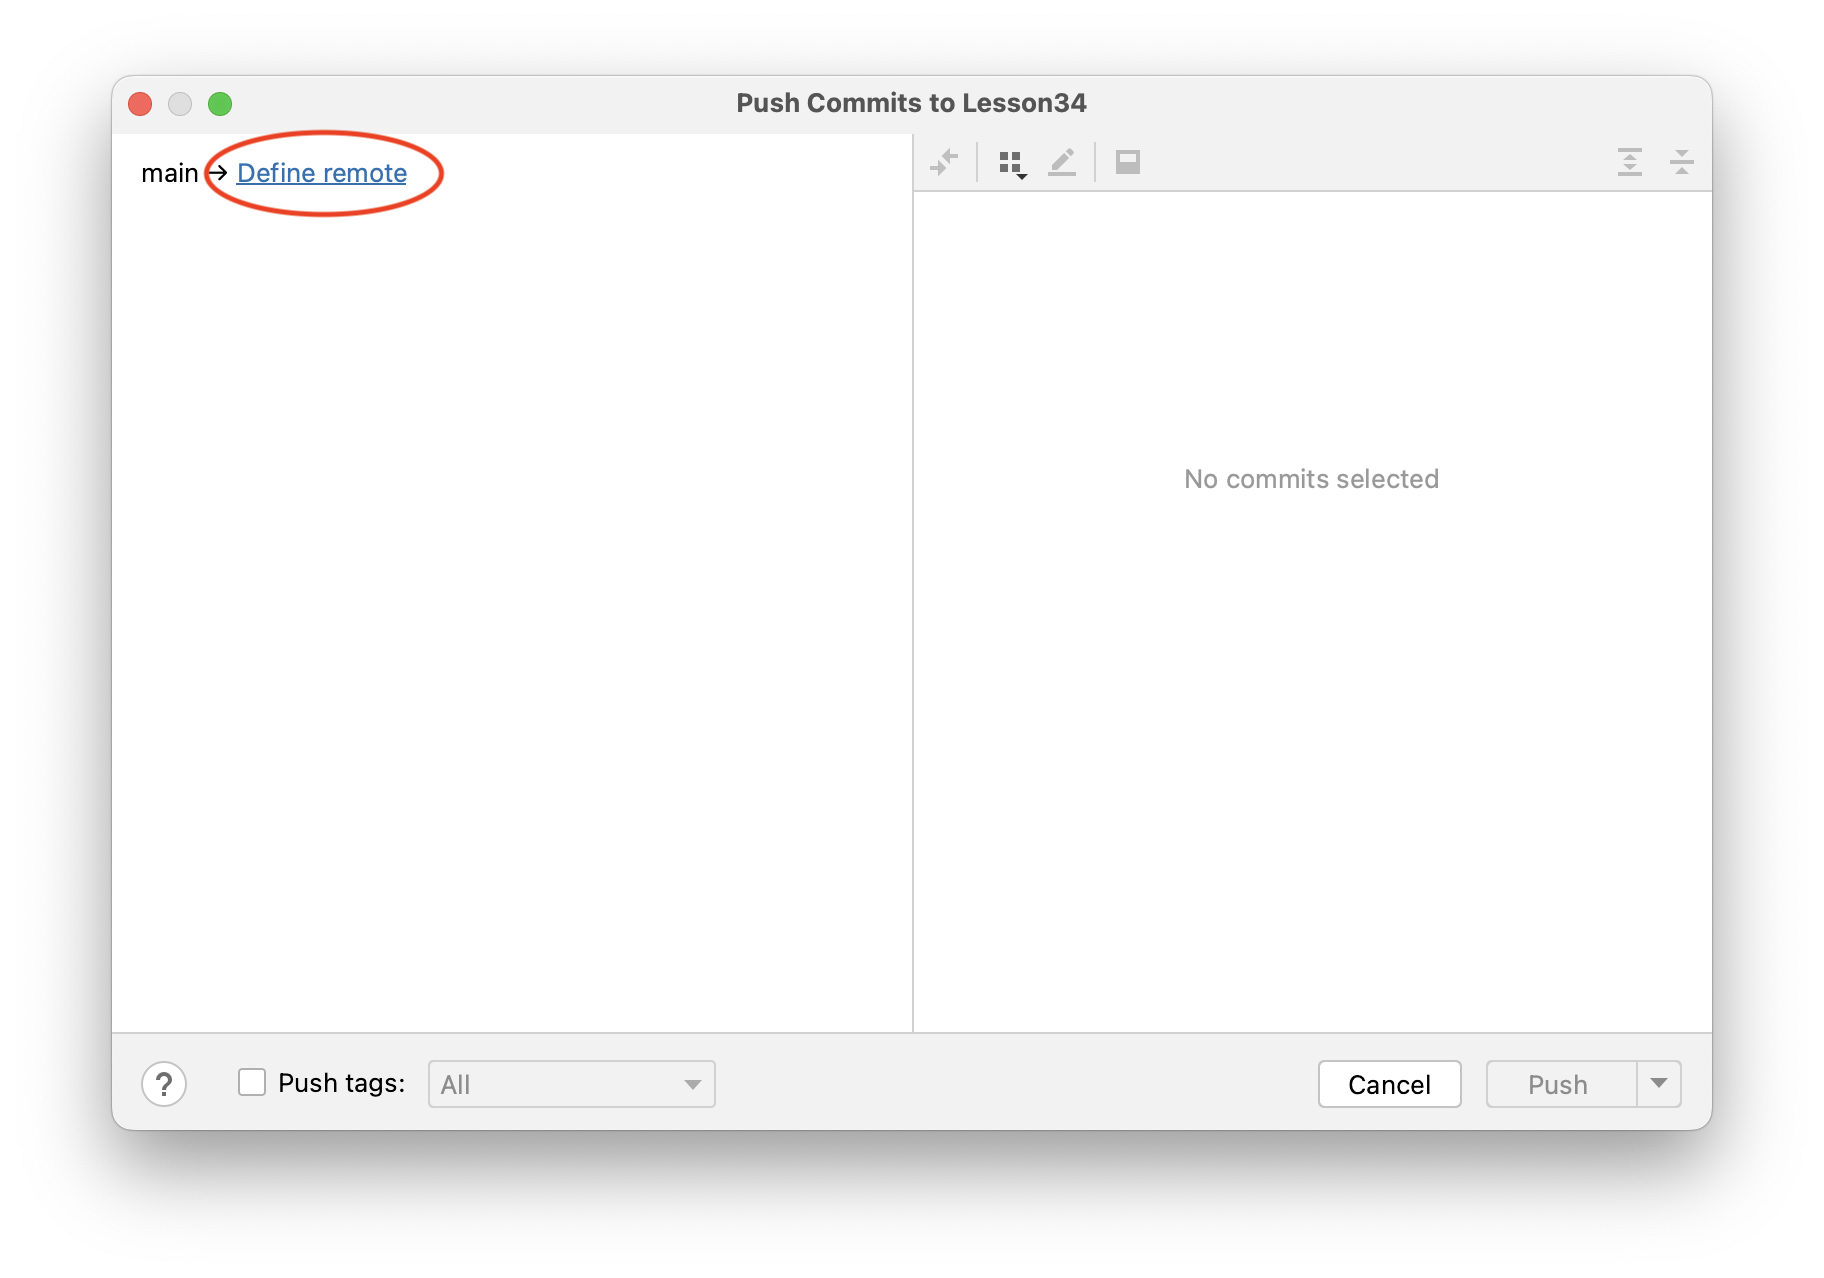 Push Commits to Lesson34
main → Define remote
No commits selected
? Push tags: All Cancel Push